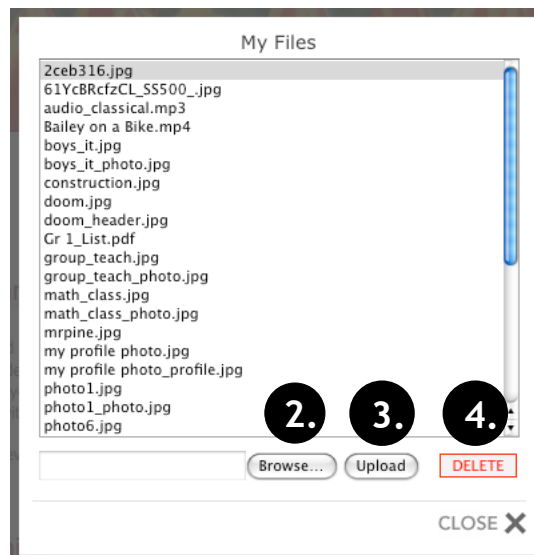 My Files
2ceb316.jpg
61YcBRcfzCL_SS500_.jpg
audio_classical.mp3
Bailey on a Bike.mp4
boys_it.jpg
boys_it_photo.jpg
construction.jpg
doom.jpg
doom_header.jpg
Gr 1_List.pdf
group_teach.jpg
group_teach_photo.jpg
math_class.jpg
math_class_photo.jpg
mrpine.jpg
my profile photo.jpg
my profile photo_profile.jpg
photo1.jpg
photo1_photo.jpg
photo6.jpg
2. 3. 4.
Browse... Upload DELETE
CLOSE X